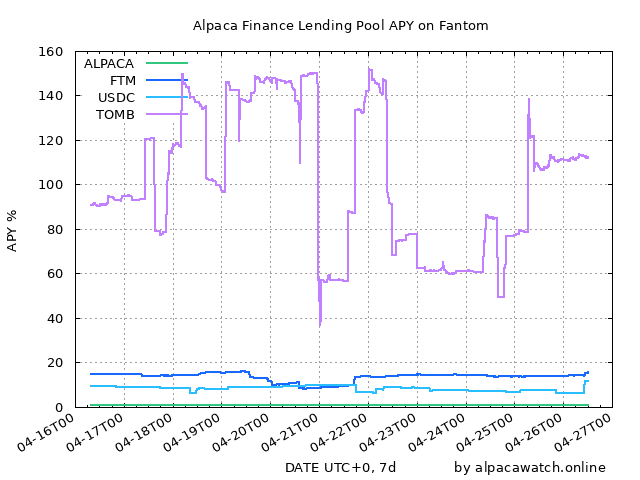 Alpaca Finance Lending Pool APY on Fantom
160
140
120
100
80
60
40
20
0
APY %
ALPACA
FTM
USDC
TOMB
04-16T00
04-17T00
04-18T00
04-19T00
04-20T00
04-21T00
04-22T00
04-23T00
04-24T00
04-25T00
04-26T00
04-27T00
DATE UTC+0, 7d
by alpacawatch.online